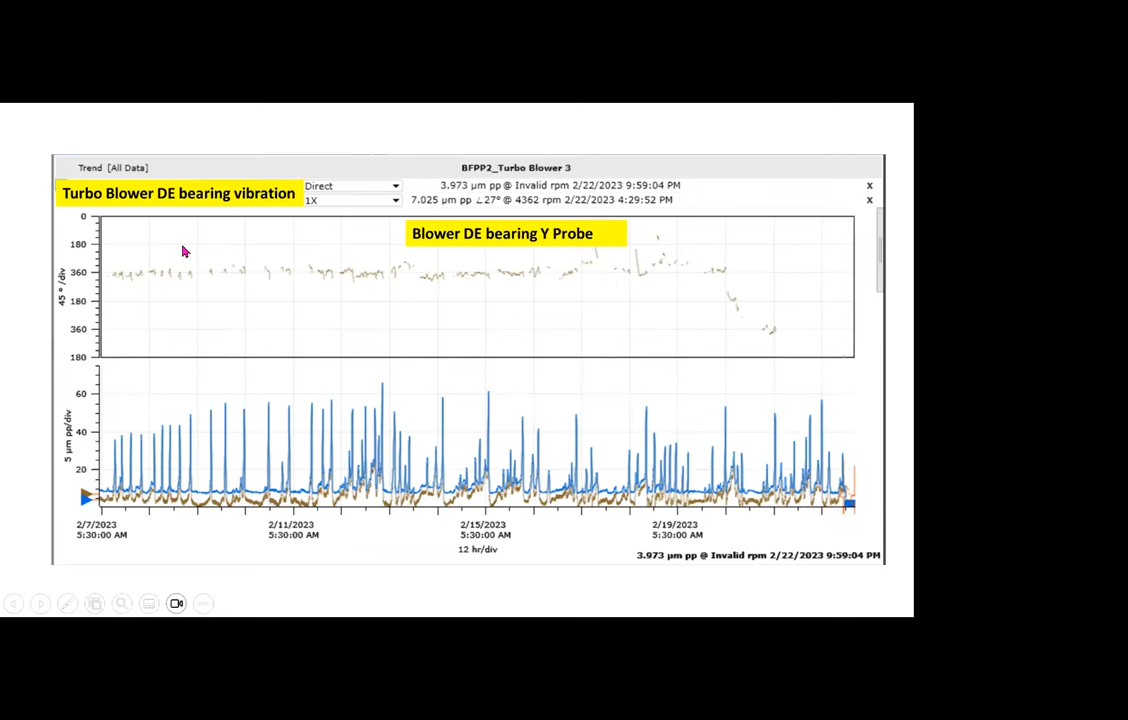 Trend [All Data] BFPP2_Turbo Blower 3
Turbo Blower DE bearing vibration Direct 3.973 µm pp @ Invalid rpm 2/22/2023 9:59:04 PM X
1X 7.025 µm pp ∠27° @ 4362 rpm 2/22/2023 4:29:52 PM X
Blower DE bearing Y Probe
0
180
360
180
360
180
45 ° /div
60
40
20
5 µm pp/div
2/7/2023 2/11/2023 2/15/2023 2/19/2023
5:30:00 AM 5:30:00 AM 5:30:00 AM 5:30:00 AM
12 hr/div
3.973 µm pp @ Invalid rpm 2/22/2023 9:59:04 PM